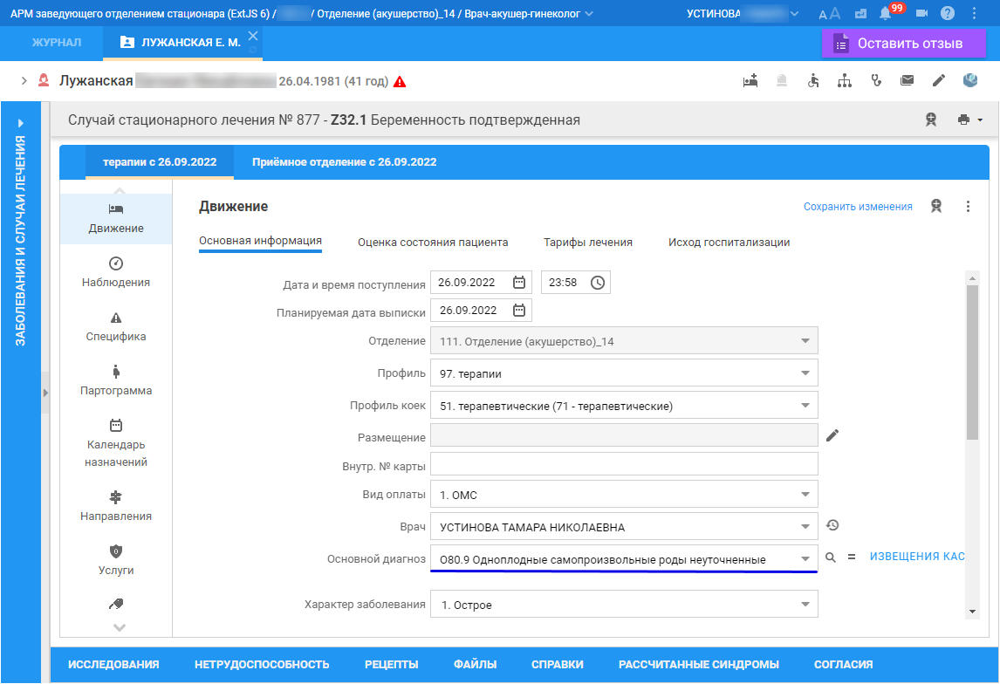 АРМ заведующего отделением стационара (ExtJS 6) / / Отделение (акушерство)_14 / Врач-акушер-гинеколог
УСТИНОВА
АА
99
ЖУРНАЛ
ЛУЖАНСКАЯ Е. М.
Оставить отзыв
Лужанская 26.04.1981 (41 год)
ЗАБОЛЕВАНИЯ И СЛУЧАИ ЛЕЧЕНИЯ
Случай стационарного лечения № 877 - Z32.1 Беременность подтвержденная
терапии с 26.09.2022
Приёмное отделение с 26.09.2022
Движение
Наблюдения
Специфика
Партограмма
Календарь
назначений
Направления
Услуги
Движение
Сохранить изменения
Основная информация
Оценка состояния пациента
Тарифы лечения
Исход госпитализации
Дата и время поступления 26.09.2022 23:58
Планируемая дата выписки 26.09.2022
Отделение 111. Отделение (акушерство)_14
Профиль 97. терапии
Профиль коек 51. терапевтические (71 - терапевтические)
Размещение
Внутр. № карты
Вид оплаты 1. ОМС
Врач УСТИНОВА ТАМАРА НИКОЛАЕВНА
Основной диагноз O80.9 Одноплодные самопроизвольные роды неуточненные = ИЗВЕЩЕНИЯ КАС
Характер заболевания 1. Острое
ИССЛЕДОВАНИЯ
НЕТРУДОСПОСОБНОСТЬ
РЕЦЕПТЫ
ФАЙЛЫ
СПРАВКИ
РАССЧИТАННЫЕ СИНДРОМЫ
СОГЛАСИЯ